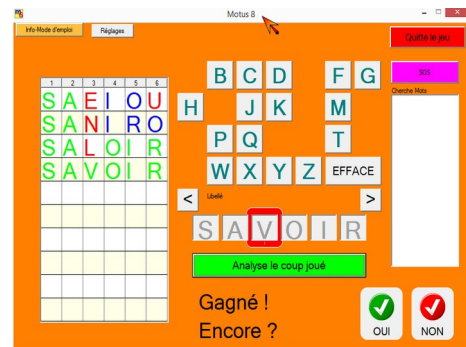 Motus 8
Info-Mode d'emploi Réglages Quitte le jeu
SOS
Cherche Mots
1 2 3 4 5 6
S A E I O U
S A N I R O
S A L O I R
S A V O I R
B C D F G
H J K M
P Q T
W X Y Z EFFACE
< Libellé >
S A V O I R
Analyse le coup joué
Gagné !
Encore ?
OUI NON